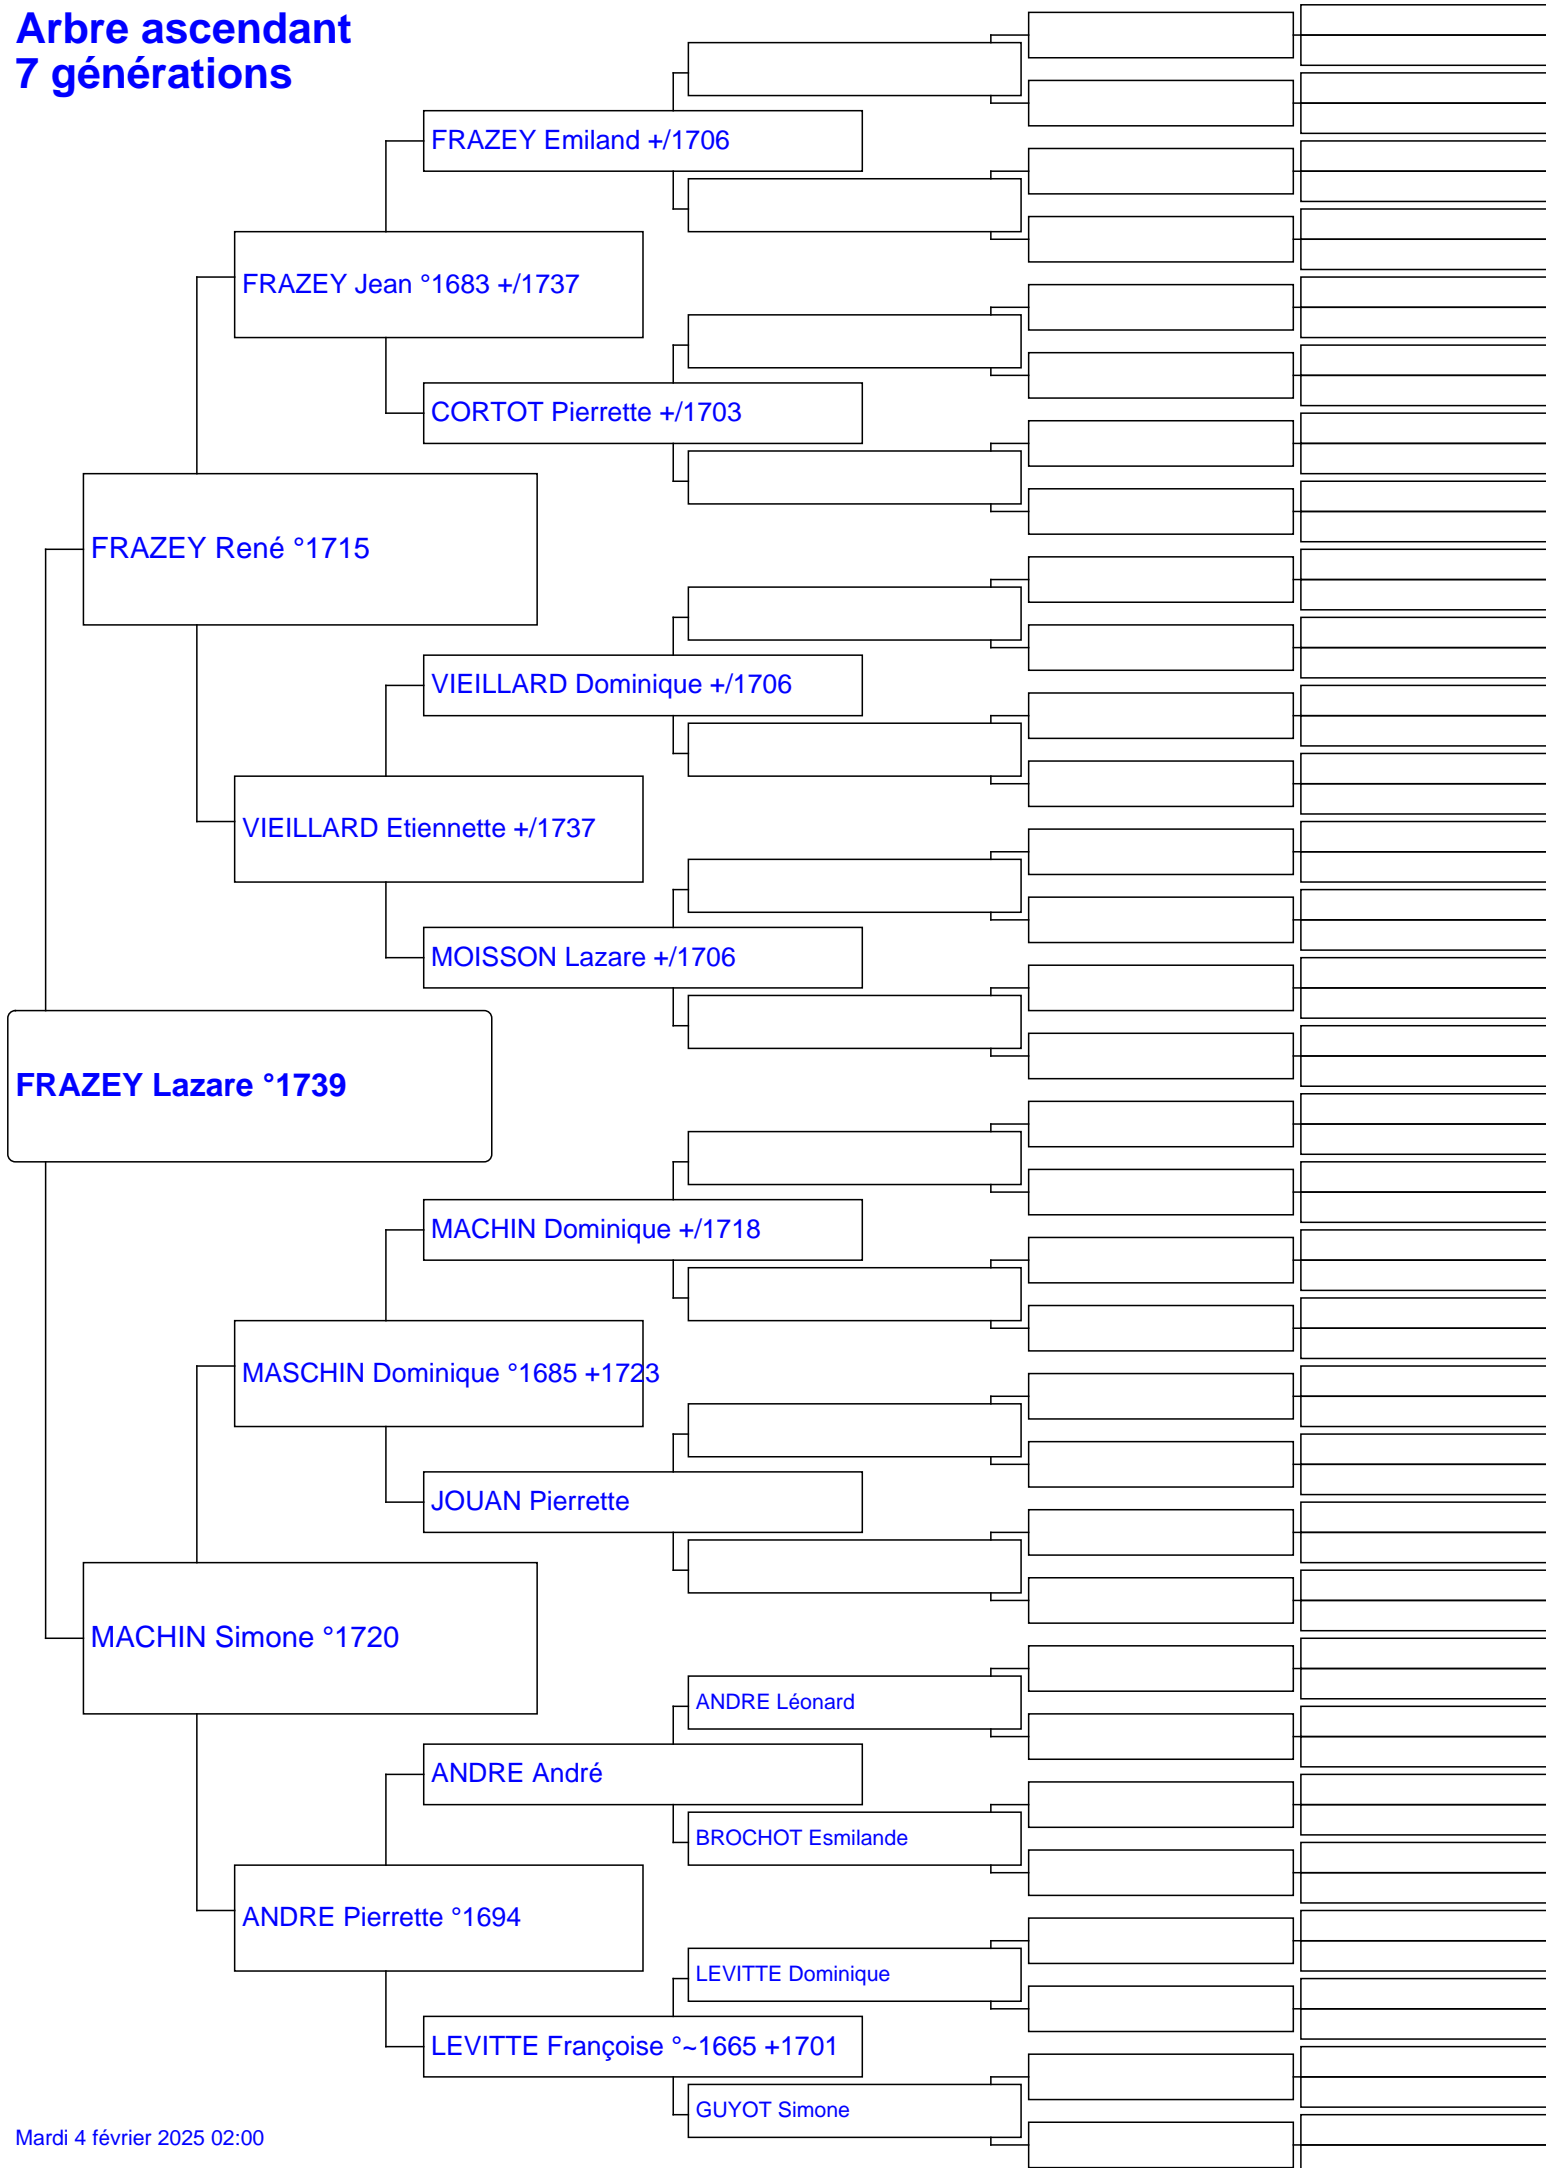 Arbre ascendant
7 générations
FRAZEY Emiland +/1706
FRAZEY Jean °1683 +/1737
CORTOT Pierrette +/1703
FRAZEY René °1715
VIEILLARD Dominique +/1706
VIEILLARD Etiennette +/1737
MOISSON Lazare +/1706
FRAZEY Lazare °1739
MACHIN Dominique +/1718
MASCHIN Dominique °1685 +1723
JOUAN Pierrette
MACHIN Simone °1720
ANDRE Léonard
ANDRE André
BROCHOT Esmilande
ANDRE Pierrette °1694
LEVITTE Dominique
LEVITTE Françoise °~1665 +1701
GUYOT Simone
Mardi 4 février 2025 02:00